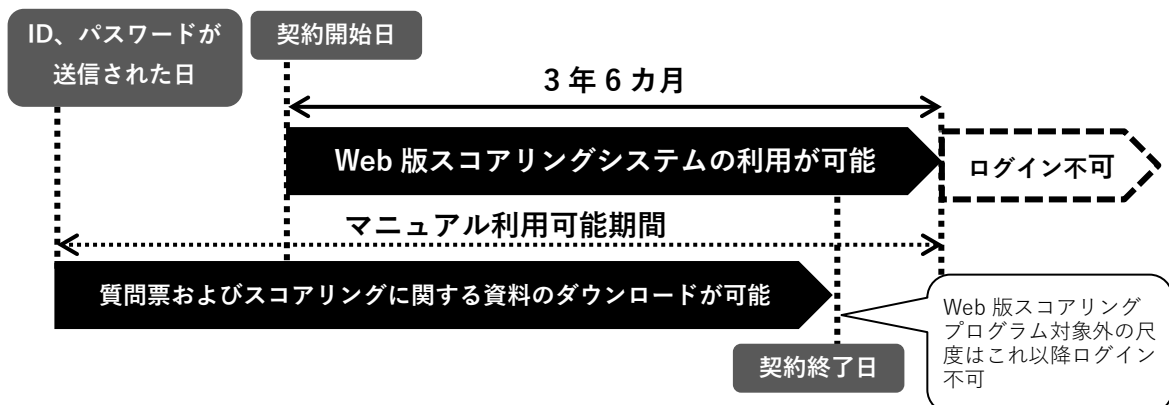 ID、パスワードが
送信された日
契約開始日
3 年 6 カ月
Web 版スコアリングシステムの利用が可能
ログイン不可
マニュアル利用可能期間
質問票およびスコアリングに関する資料のダウンロードが可能
Web 版スコアリング
プログラム対象外の尺
度はこれ以降ログイン
不可
契約終了日